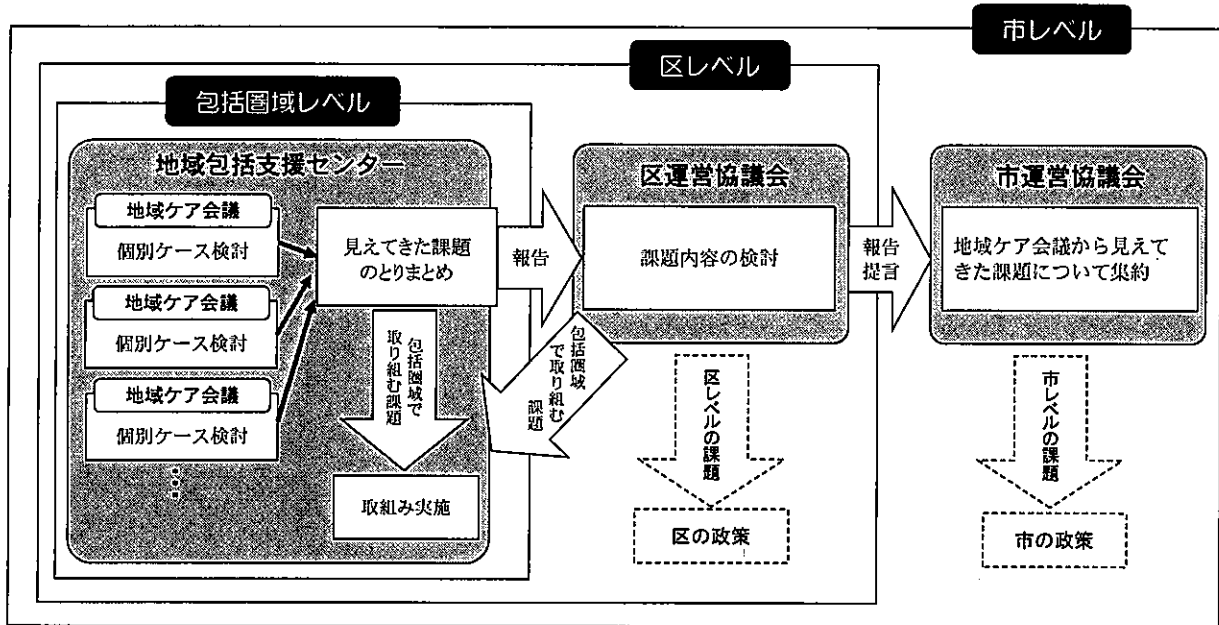 市レベル
区レベル
包括圏域レベル
地域包括支援センター
地域ケア会議
個別ケース検討
地域ケア会議
個別ケース検討
地域ケア会議
個別ケース検討
見えてきた課題
のとりまとめ
包括圏域で
取り組む課題
取組み実施
報告
区運営協議会
課題内容の検討
包括圏域
で取り組む
課題
区レベルの課題
区の政策
報告
提言
市運営協議会
地域ケア会議から見えて
きた課題について集約
市レベルの課題
市の政策